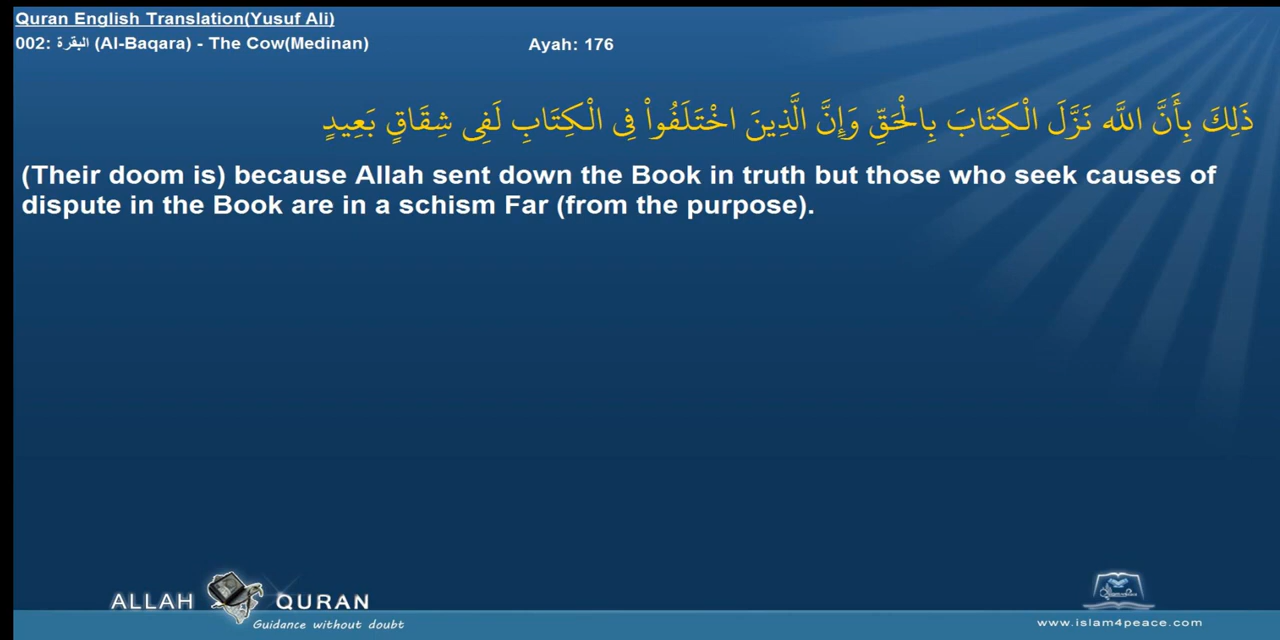 Quran English Translation(Yusuf Ali)
002: البقرة (Al-Baqara) - The Cow(Medinan) Ayah: 176
ذَلِكَ بِأَنَّ اللَّهَ نَزَّلَ الْكِتَابَ بِالْحَقِّ وَإِنَّ الَّذِينَ اخْتَلَفُواْ فِي الْكِتَابِ لَفِي شِقَاقٍ بَعِيدٍ
(Their doom is) because Allah sent down the Book in truth but those who seek causes of
dispute in the Book are in a schism Far (from the purpose).
ALLAH QURAN
Guidance without doubt
www.islam4peace.com